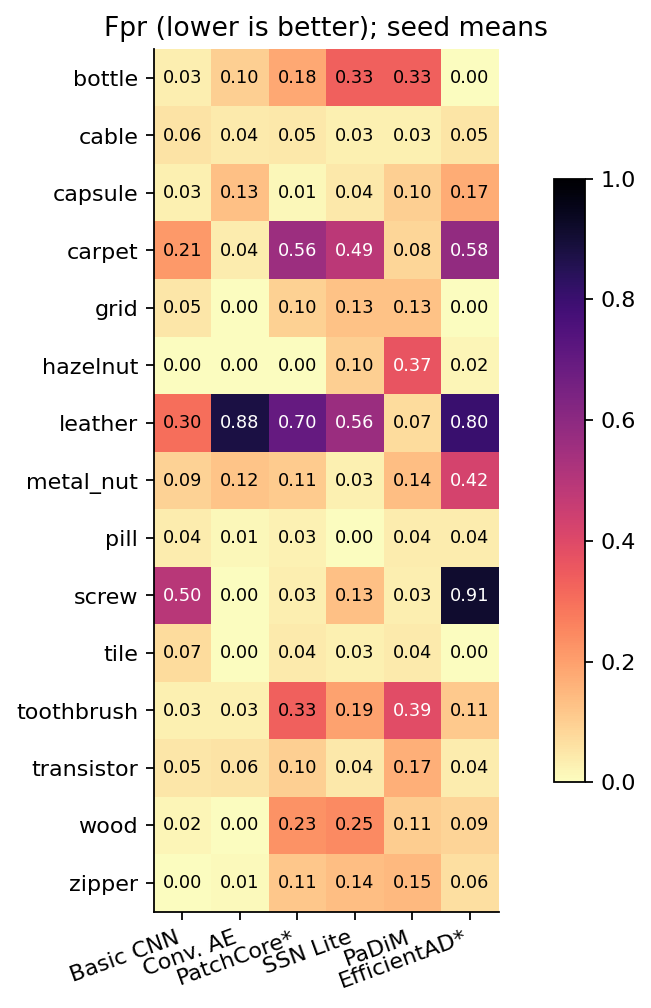 Fpr (lower is better); seed means
bottle 0.03 0.10 0.18 0.33 0.33 0.00
cable 0.06 0.04 0.05 0.03 0.03 0.05
capsule 0.03 0.13 0.01 0.04 0.10 0.17
carpet 0.21 0.04 0.56 0.49 0.08 0.58
grid 0.05 0.00 0.10 0.13 0.13 0.00
hazelnut 0.00 0.00 0.00 0.10 0.37 0.02
leather 0.30 0.88 0.70 0.56 0.07 0.80
metal_nut 0.09 0.12 0.11 0.03 0.14 0.42
pill 0.04 0.01 0.03 0.00 0.04 0.04
screw 0.50 0.00 0.03 0.13 0.03 0.91
tile 0.07 0.00 0.04 0.03 0.04 0.00
toothbrush 0.03 0.03 0.33 0.19 0.39 0.11
transistor 0.05 0.06 0.10 0.04 0.17 0.04
wood 0.02 0.00 0.23 0.25 0.11 0.09
zipper 0.00 0.01 0.11 0.14 0.15 0.06
Basic CNN
Conv. AE
PatchCore*
SSN Lite
PaDiM
EfficientAD*
1.0
0.8
0.6
0.4
0.2
0.0